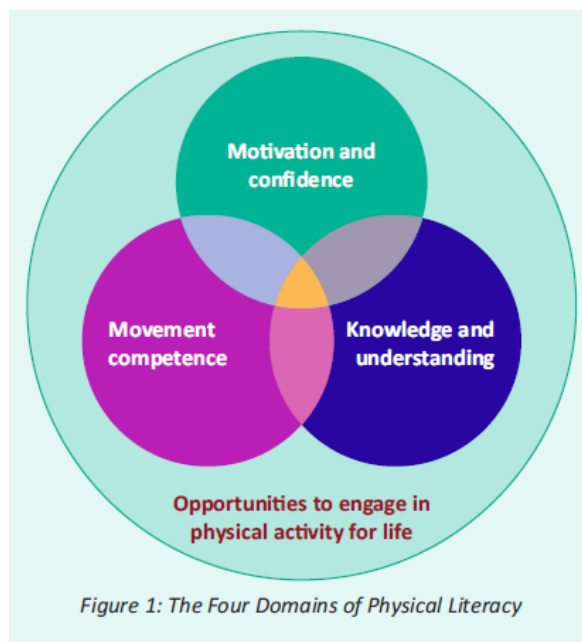 Motivation and
confidence
Movement
competence
Knowledge and
understanding
Opportunities to engage in
physical activity for life
Figure 1: The Four Domains of Physical Literacy